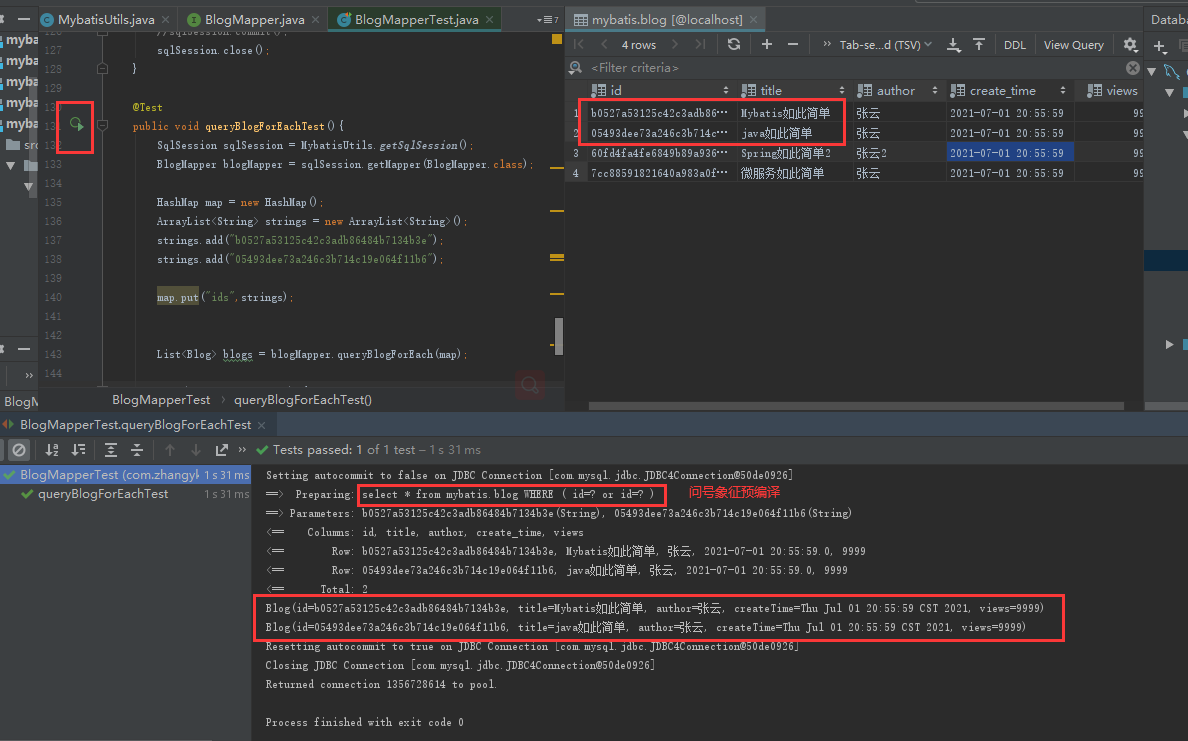 MybatisUtils.java
BlogMapper.java
BlogMapperTest.java
mybatis.blog [@localhost]
Databa
127 sqlSession.close();
128 }
@Test
public void queryBlogForEachTest(){
SqlSession sqlSession = MybatisUtils.getSqlSession();
133 BlogMapper blogMapper = sqlSession.getMapper(BlogMapper.class);
134
135 HashMap map = new HashMap();
136 ArrayList<String> strings = new ArrayList<String>();
137 strings.add("b0527a53125c42c3adb86484b7134b3e");
138 strings.add("05493dee73a246c3b714c19e064f11b6");
139
140 map.put("ids",strings);
141
142
143 List<Blog> blogs = blogMapper.queryBlogForEach(map);
144
myba
myba
myba
myba
myba
src
BlogM
BlogMapperTest › queryBlogForEachTest()
4 rows
Tab-se...d (TSV)
DDL
View Query
<Filter criteria>
id title author create_time views
1 b0527a53125c42c3adb86··· Mybatis如此简单 张云 2021-07-01 20:55:59 99
2 05493dee73a246c3b714c··· java如此简单 张云 2021-07-01 20:55:59 99
3 60fd4fa4fe6849b89a936··· Spring如此简单2 张云2 2021-07-01 20:55:59 99
4 7cc88591821640a983a0f··· 微服务如此简单 张云 2021-07-01 20:55:59 99
BlogMapperTest.queryBlogForEachTest
Tests passed: 1 of 1 test – 1 s 31 ms
BlogMapperTest (com.zhangyl 1 s 31 ms
queryBlogForEachTest 1 s 31 ms
Setting autocommit to false on JDBC Connection [com.mysql.jdbc.JDBC4Connection@50de0926]
==> Preparing: select * from mybatis.blog WHERE ( id=? or id=? )
问号象征预编译
==> Parameters: b0527a53125c42c3adb86484b7134b3e(String), 05493dee73a246c3b714c19e064f11b6(String)
<== Columns: id, title, author, create_time, views
<== Row: b0527a53125c42c3adb86484b7134b3e, Mybatis如此简单, 张云, 2021-07-01 20:55:59.0, 9999
<== Row: 05493dee73a246c3b714c19e064f11b6, java如此简单, 张云, 2021-07-01 20:55:59.0, 9999
<== Total: 2
Blog(id=b0527a53125c42c3adb86484b7134b3e, title=Mybatis如此简单, author=张云, createTime=Thu Jul 01 20:55:59 CST 2021, views=9999)
Blog(id=05493dee73a246c3b714c19e064f11b6, title=java如此简单, author=张云, createTime=Thu Jul 01 20:55:59 CST 2021, views=9999)
Resetting autocommit to true on JDBC Connection [com.mysql.jdbc.JDBC4Connection@50de0926]
Closing JDBC Connection [com.mysql.jdbc.JDBC4Connection@50de0926]
Returned connection 1356728614 to pool.
Process finished with exit code 0